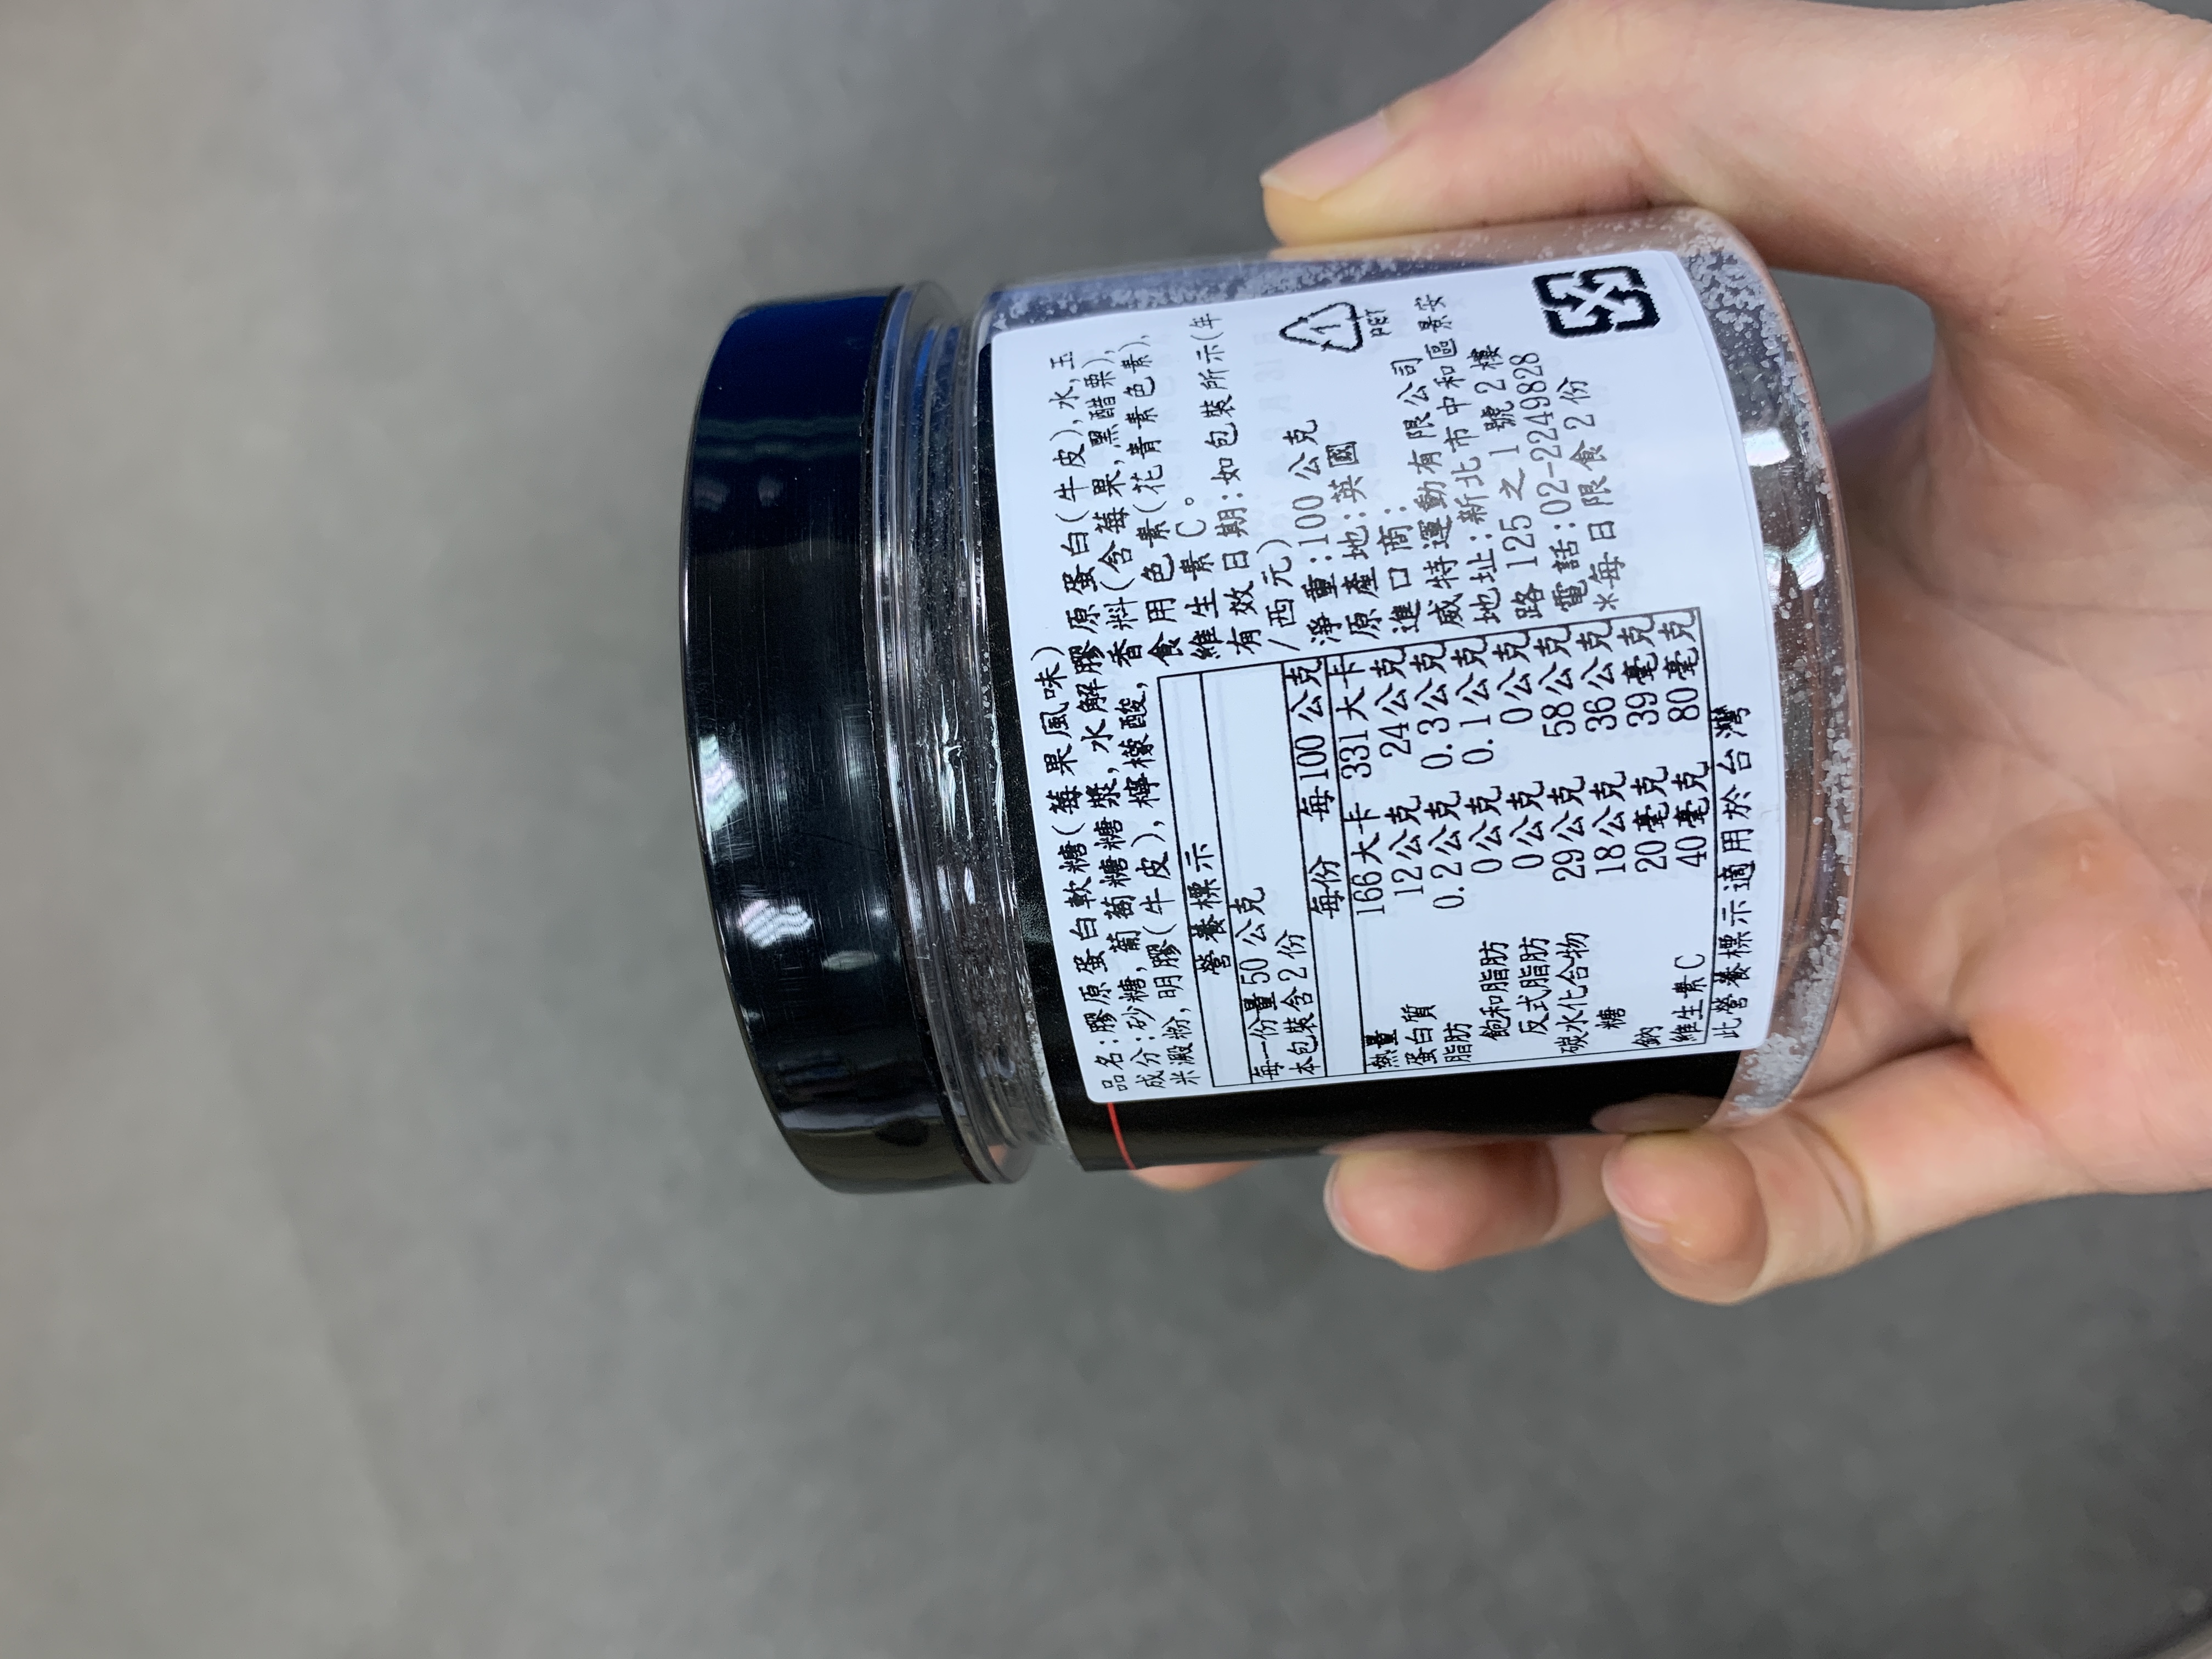 品名:膠原蛋白軟糖(莓果風味)
成分:砂糖,葡萄糖糖漿,水解膠原蛋白(牛皮),水,玉
米澱粉,明膠(牛皮),檸檬酸,香料(含莓果,黑醋栗),
食用色素(花青素色素),
維生素C。
有效日期:如包裝所示(年
/西元)
淨重:100公克
原產地:英國
進口商:
威特運動有限公司
地址:新北市中和區景安
路125之1號2樓
電話:02-2249828
*每日限食2份
營養標示
每一份量50公克
本包裝含2份
每份 每100公克
熱量 166大卡 331大卡
蛋白質 12公克 24公克
脂肪 0.2公克 0.3公克
飽和脂肪 0公克 0.1公克
反式脂肪 0公克 0公克
碳水化合物 29公克 58公克
糖 18公克 36公克
鈉 20毫克 39毫克
維生素C 40毫克 80毫克
此營養標示適用於台灣
1
PET